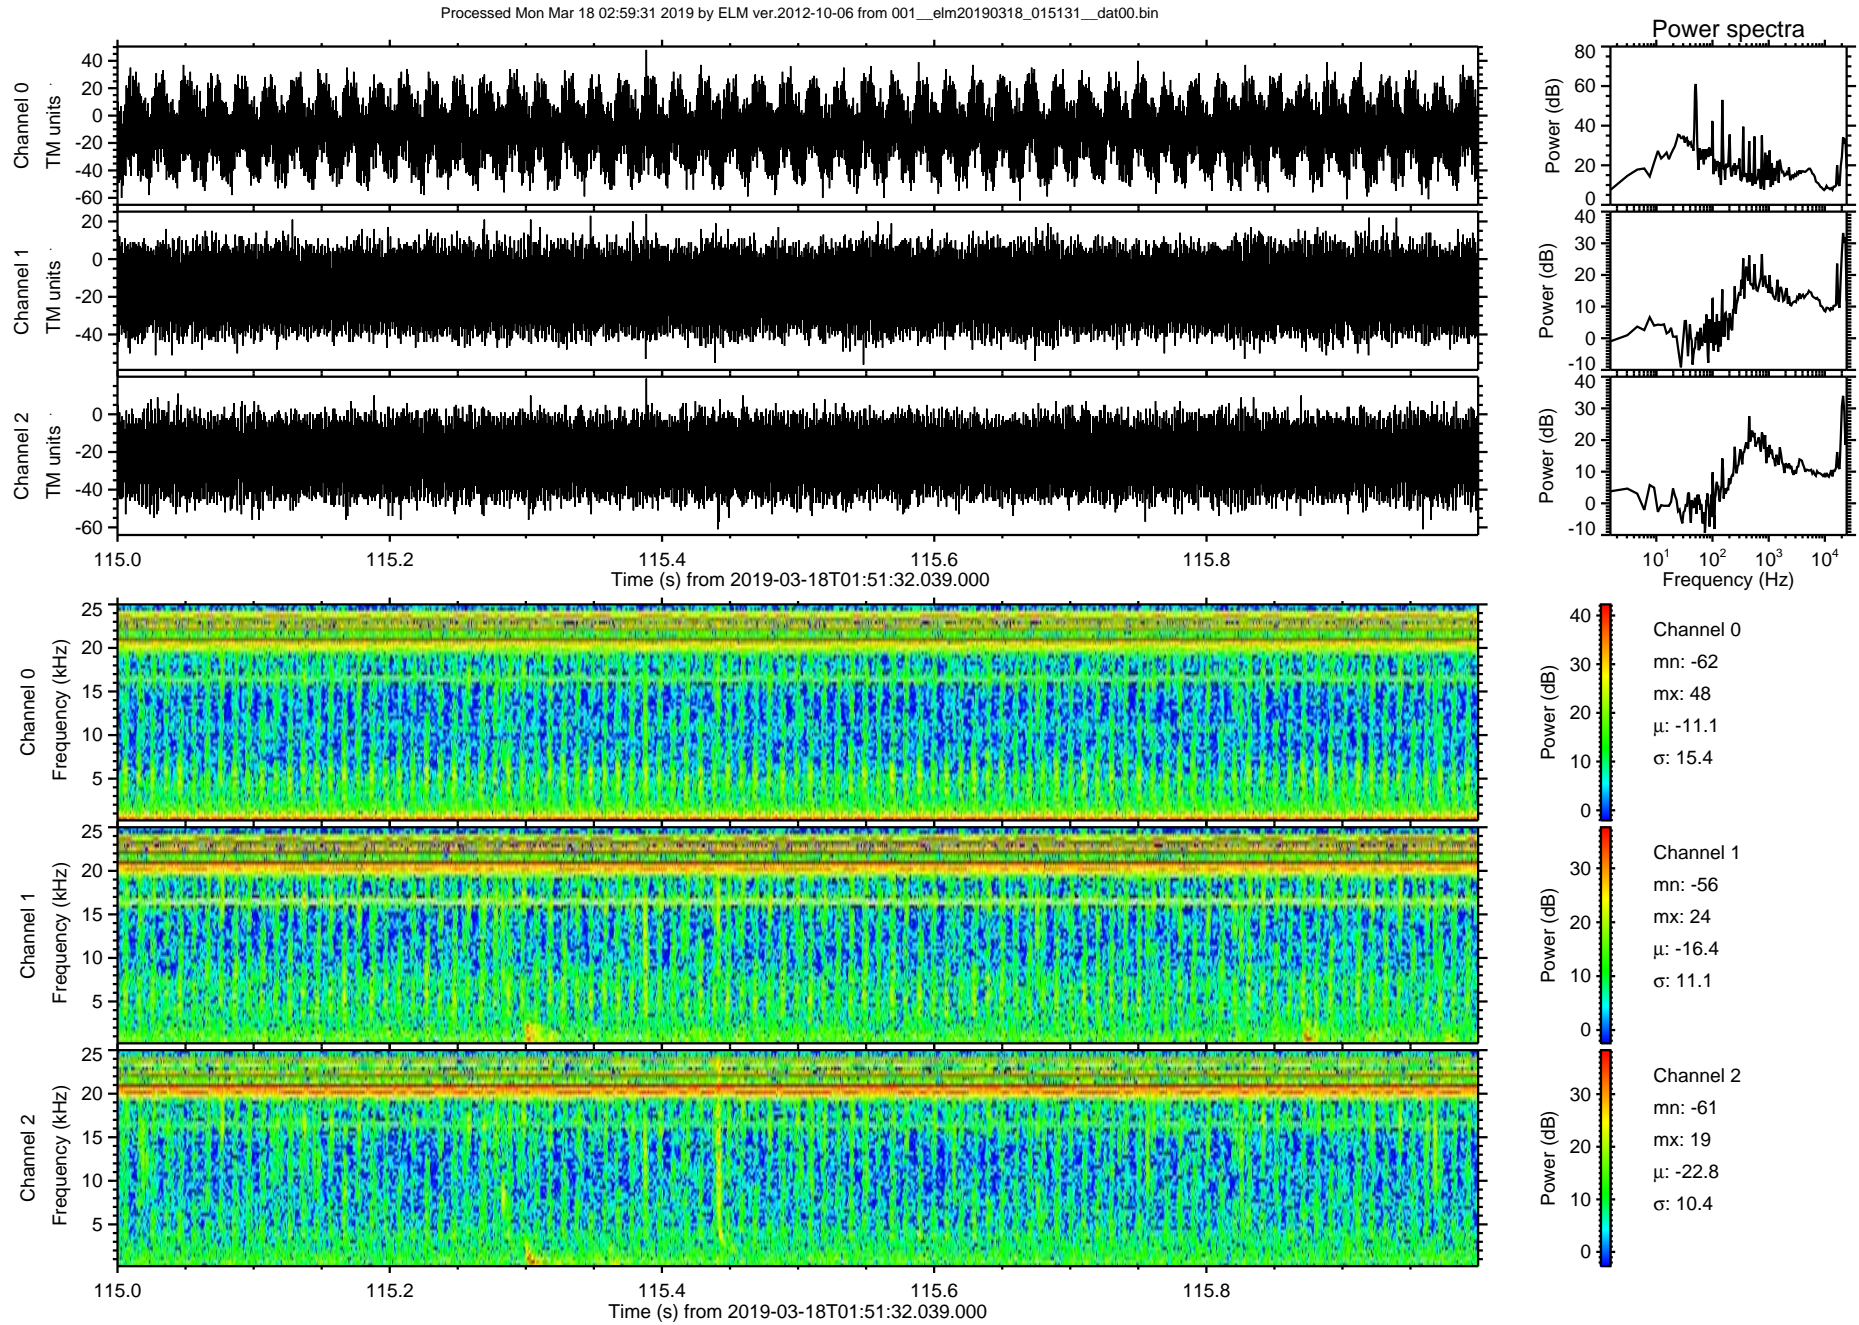 Processed Mon Mar 18 02:59:31 2019 by ELM ver.2012-10-06 from 001__elm20190318_015131__dat00.bin
Power spectra
Channel 0
TM units
40
20
0
-20
-40
-60
Power (dB)
80
60
40
20
0
Channel 1
TM units
20
0
-20
-40
Power (dB)
40
30
20
10
0
-10
Channel 2
TM units
0
-20
-40
-60
Power (dB)
40
30
20
10
0
-10
115.0 115.2 115.4 115.6 115.8
Time (s) from 2019-03-18T01:51:32.039.000
10¹ 10² 10³ 10⁴
Frequency (Hz)
Channel 0
Frequency (kHz)
25
20
15
10
5
Power (dB)
40
30
20
10
0
Channel 0
mn: -62
mx: 48
μ: -11.1
σ: 15.4
Channel 1
Frequency (kHz)
25
20
15
10
5
Power (dB)
30
20
10
0
Channel 1
mn: -56
mx: 24
μ: -16.4
σ: 11.1
Channel 2
Frequency (kHz)
25
20
15
10
5
Power (dB)
30
20
10
0
Channel 2
mn: -61
mx: 19
μ: -22.8
σ: 10.4
115.0 115.2 115.4 115.6 115.8
Time (s) from 2019-03-18T01:51:32.039.000